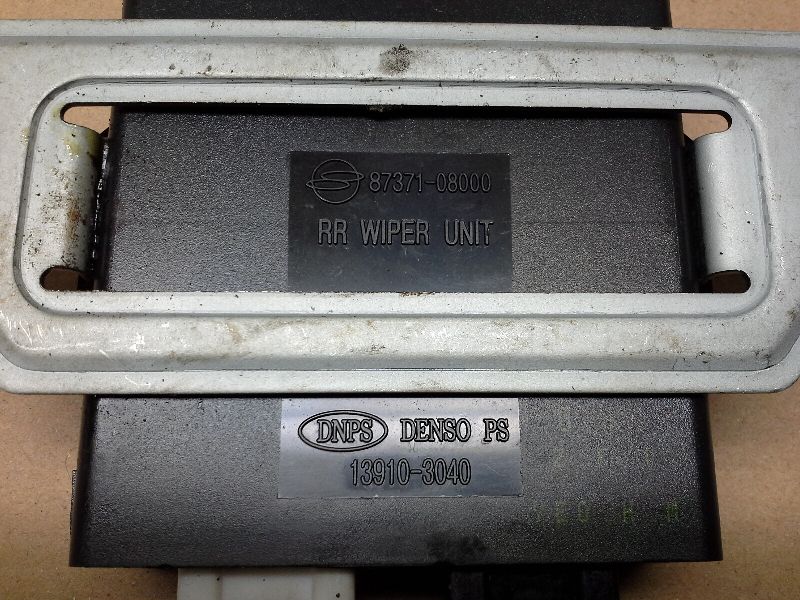 87371-08000
RR WIPER UNIT
DNPS DENSO PS
13910-3040